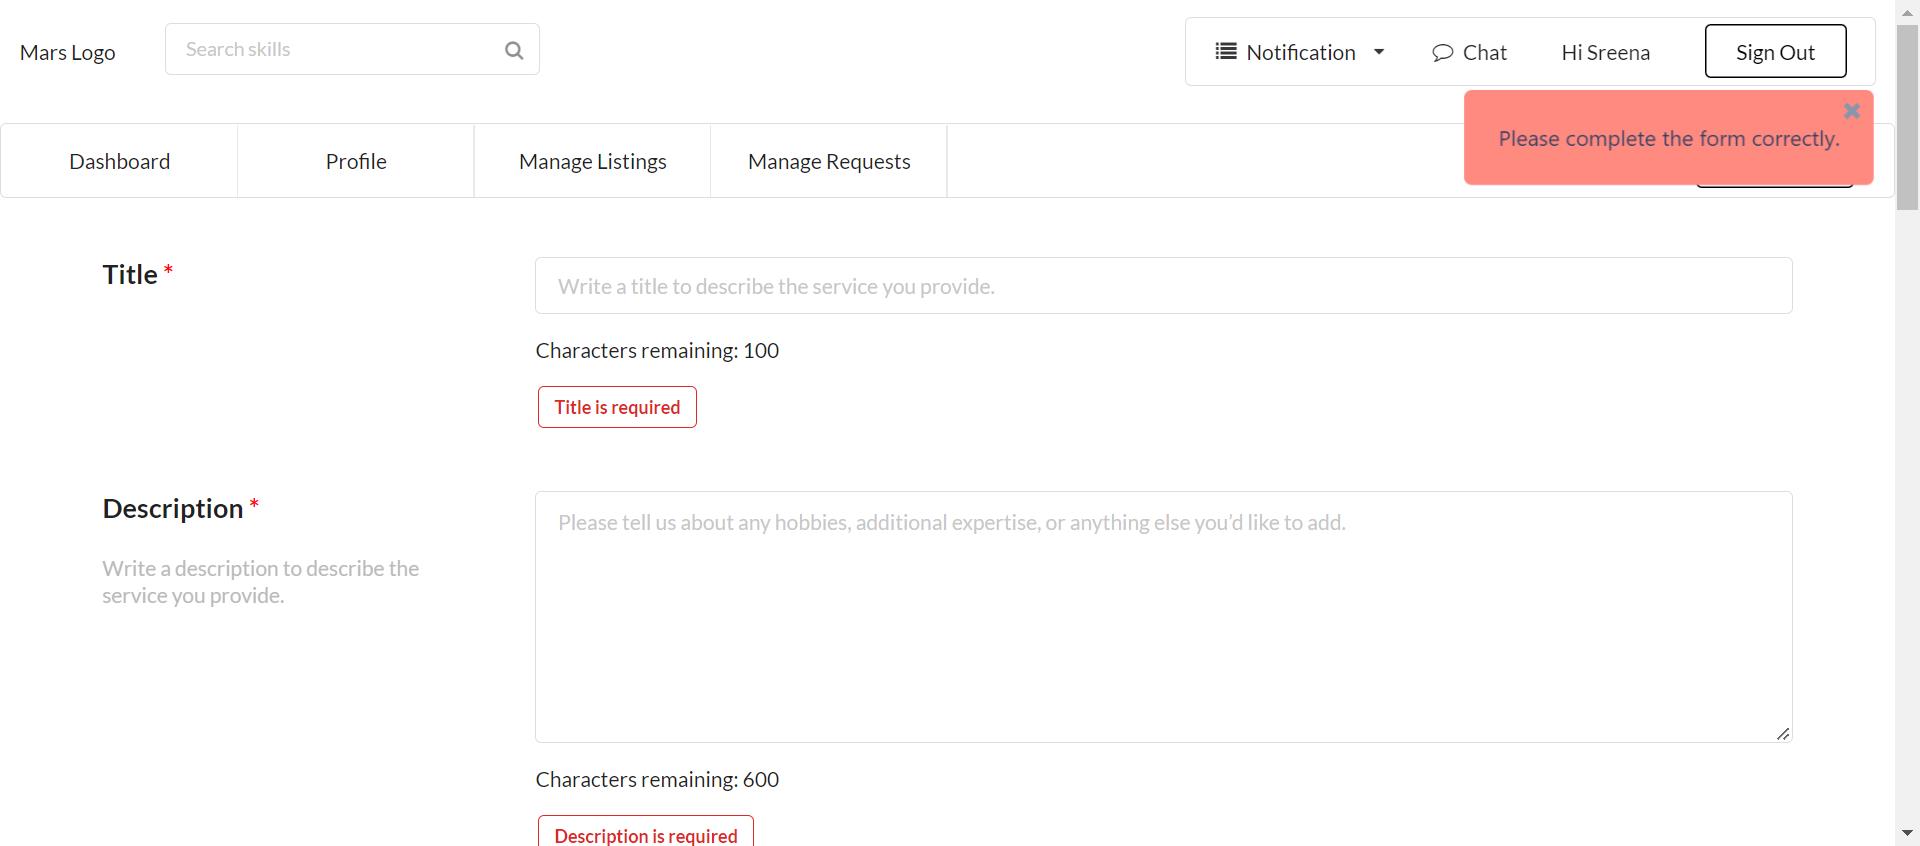 Mars Logo
Search skills
Notification
Chat
Hi Sreena
Sign Out
Please complete the form correctly.
Dashboard
Profile
Manage Listings
Manage Requests
Title *
Write a title to describe the service you provide.
Characters remaining: 100
Title is required
Description *
Please tell us about any hobbies, additional expertise, or anything else you’d like to add.
Write a description to describe the
service you provide.
Characters remaining: 600
Description is required